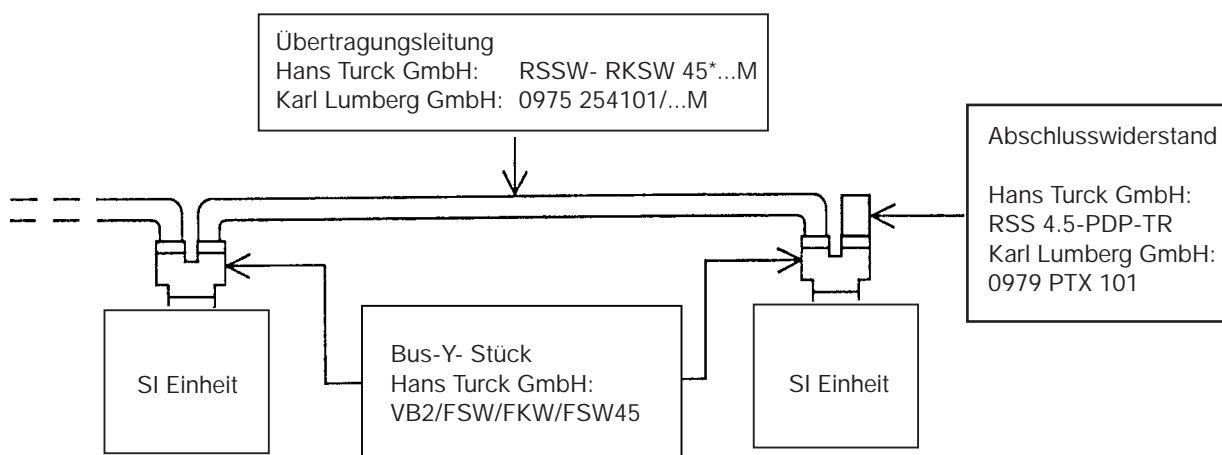 Übertragungsleitung
Hans Turck GmbH: RSSW- RKSW 45*...M
Karl Lumberg GmbH: 0975 254101/...M
Abschlusswiderstand
Hans Turck GmbH:
RSS 4.5-PDP-TR
Karl Lumberg GmbH:
0979 PTX 101
SI Einheit
Bus-Y- Stück
Hans Turck GmbH:
VB2/FSW/FKW/FSW45
SI Einheit